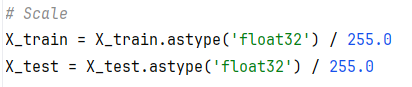 # Scale
X_train = X_train.astype('float32') / 255.0
X_test = X_test.astype('float32') / 255.0